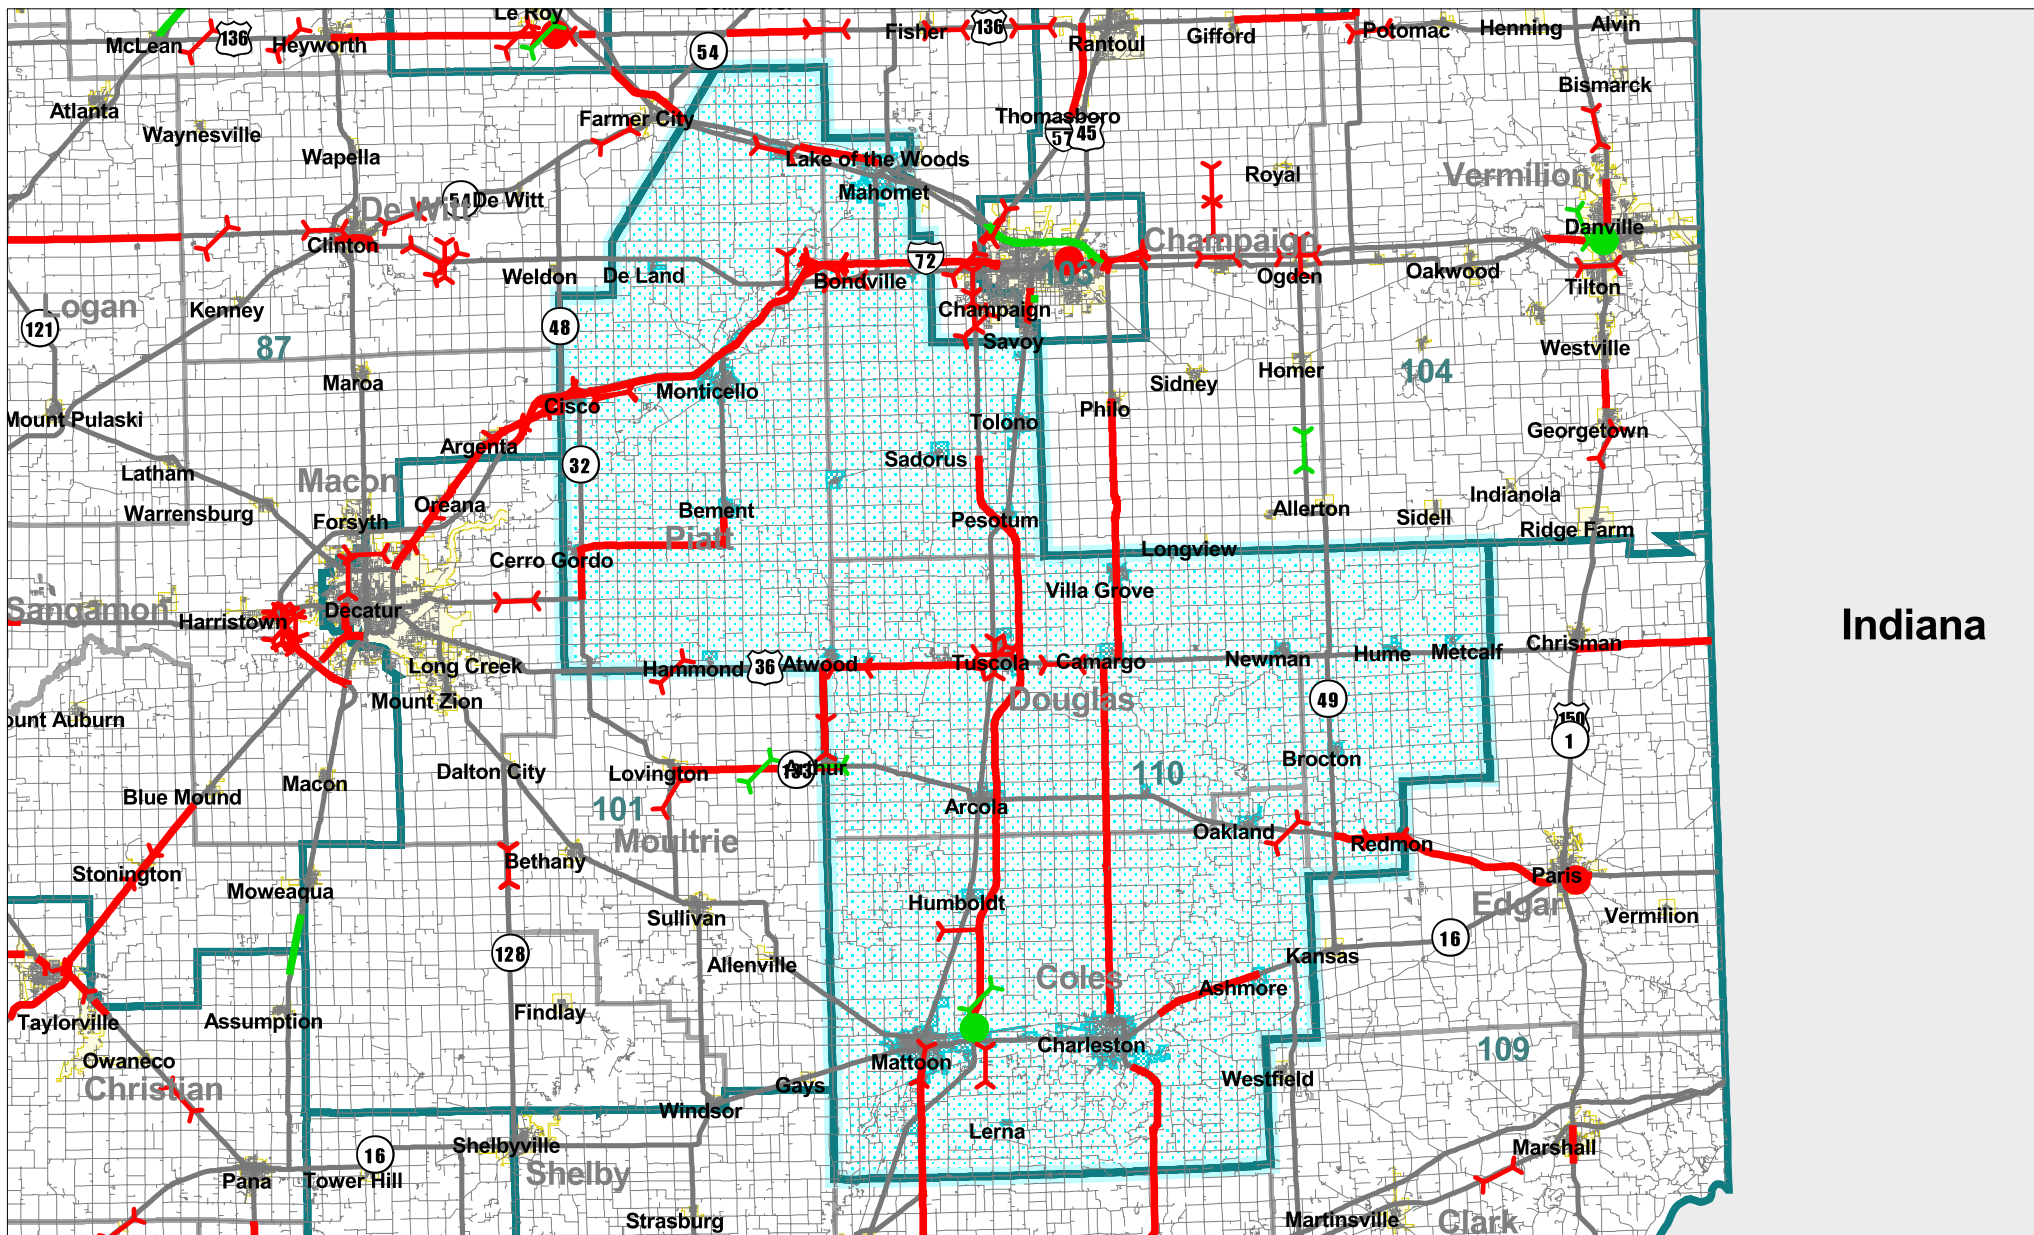 Le Roy
McLean
136
Heyworth
54
Fisher
136
Rantoul
Gifford
Potomac
Henning
Alvin
Atlanta
Waynesville
Farmer City
Thomasboro
57
45
Bismarck
Wapella
Lake of the Woods
Mahomet
Royal
Vermilion
54
De Witt
De Witt
Clinton
Danville
Champaign
72
Weldon
De Land
Bondville
103
Ogden
Oakwood
Tilton
Logan
Kenney
121
48
Champaign
Savoy
87
Westville
Maroa
Monticello
Sidney
Homer
104
Cisco
Mount Pulaski
Argenta
Tolono
Philo
Georgetown
Latham
32
Sadorus
Macon
Oreana
Warrensburg
Forsyth
Bement
Pesotum
Allerton
Sidell
Indianola
Ridge Farm
Piatt
Cerro Gordo
Longview
Villa Grove
Sangamon
Decatur
Harristown
Indiana
Long Creek
Hammond
36
Atwood
Tuscola
Camargo
Newman
Hume
Metcalf
Chrisman
Mount Zion
Douglas
49
ount Auburn
150
1
Dalton City
Lovington
133
Arthur
110
Brocton
Macon
Blue Mound
101
Arcola
Moultrie
Oakland
Redmon
Bethany
Stonington
Moweaqua
Paris
Edgar
Sullivan
Humboldt
Vermilion
128
16
Allenville
Kansas
Coles
Ashmore
Findlay
Taylorville
Assumption
Mattoon
Charleston
109
Owaneco
Christian
Gays
Westfield
Windsor
Lerna
Shelbyville
16
Marshall
Pana
Tower Hill
Shelby
Strasburg
Martinsville
Clark